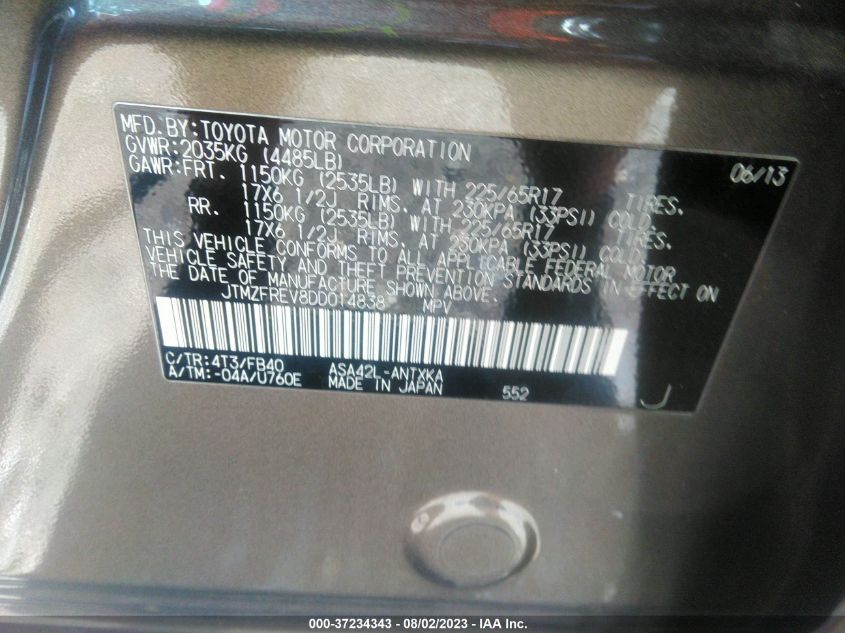 MFD. BY: TOYOTA MOTOR CORPORATION 06/13
GVWR: 2035KG (4485LB)
GAWR: FRT. 1150KG (2535LB) WITH 225/65R17 TIRES.
17X6 1/2J RIMS. AT 230KPA (33PSI) COLD.
RR. 1150KG (2535LB) WITH 225/65R17 TIRES.
17X6 1/2J RIMS. AT 230KPA (33PSI) COLD.
THIS VEHICLE CONFORMS TO ALL APPLICABLE FEDERAL MOTOR
VEHICLE SAFETY AND THEFT PREVENTION STANDARDS IN EFFECT ON
THE DATE OF MANUFACTURE SHOWN ABOVE.
JTMZFREV8DD014838 MPV
C/TR: 4T3/FB40 ASA42L-ANTXKA
A/TM: -04A/U760E MADE IN JAPAN 552 J
000-37234343 - 08/02/2023 - IAA Inc.